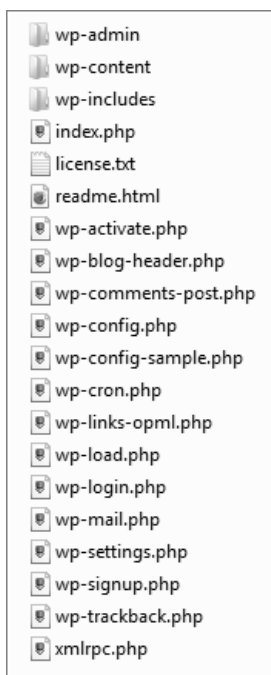 wp-admin
wp-content
wp-includes
index.php
license.txt
readme.html
wp-activate.php
wp-blog-header.php
wp-comments-post.php
wp-config.php
wp-config-sample.php
wp-cron.php
wp-links-opml.php
wp-load.php
wp-login.php
wp-mail.php
wp-settings.php
wp-signup.php
wp-trackback.php
xmlrpc.php